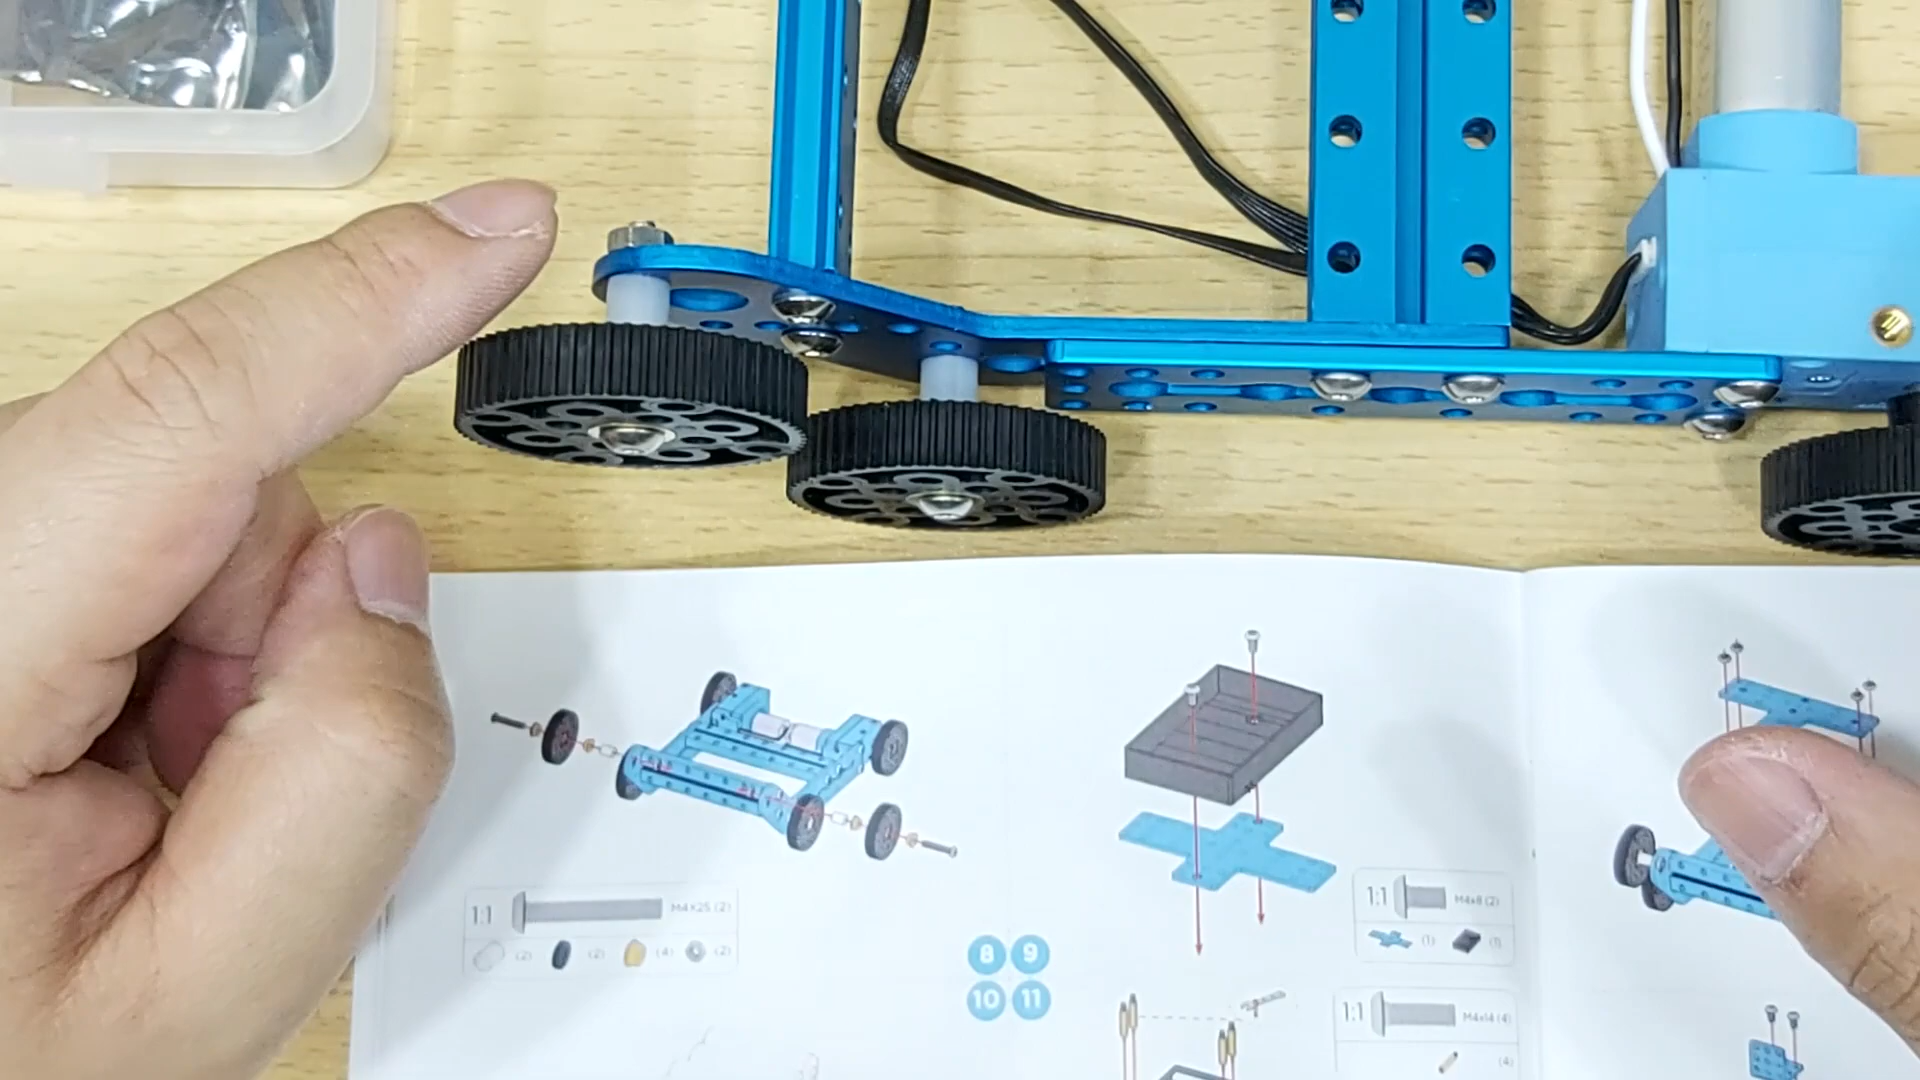 1:1 M4x25 (2)
(2) (2) (4) (2)
1:1 M4x8 (2)
(1) (1)
8 9
10 11
1:1 M4x14 (4)
(4)